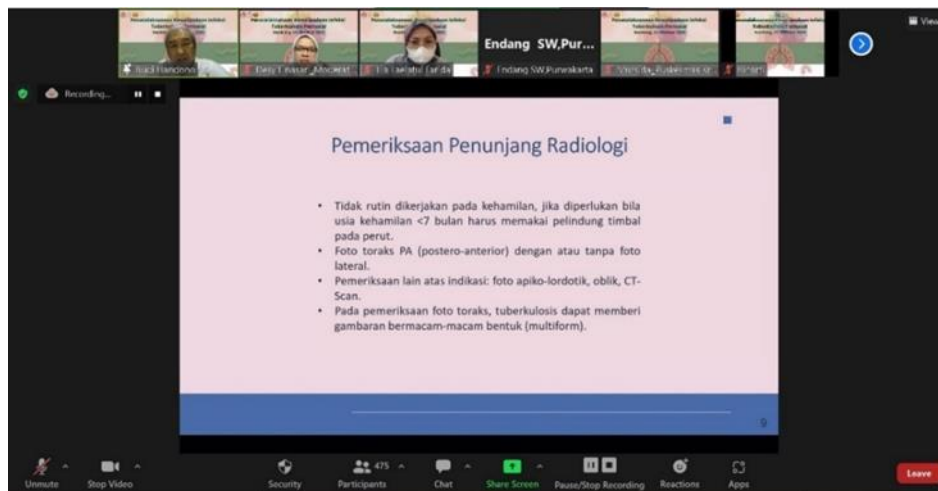 Endang SW,Pur...
View
Desy
Endang SW,Purwakarta
Recording...
Pemeriksaan Penunjang Radiologi
• Tidak rutin dikerjakan pada kehamilan, jika diperlukan bila
usia kehamilan <7 bulan harus memakai pelindung timbal
pada perut.
• Foto toraks PA (postero-anterior) dengan atau tanpa foto
lateral.
• Pemeriksaan lain atas indikasi: foto apiko-lordotik, oblik, CT-
Scan.
• Pada pemeriksaan foto toraks, tuberkulosis dapat memberi
gambaran bermacam-macam bentuk (multiform).
9
Unmute
Stop Video
Security
475
Participants
Chat
Share Screen
Pause/Stop Recording
Reactions
Apps
Leave